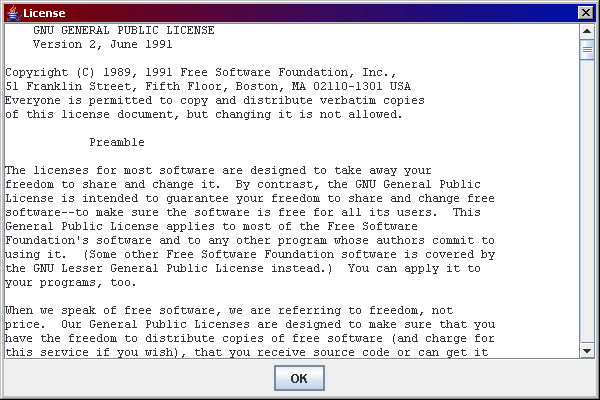 License
GNU GENERAL PUBLIC LICENSE
Version 2, June 1991
Copyright (C) 1989, 1991 Free Software Foundation, Inc.,
51 Franklin Street, Fifth Floor, Boston, MA 02110-1301 USA
Everyone is permitted to copy and distribute verbatim copies
of this license document, but changing it is not allowed.
Preamble
The licenses for most software are designed to take away your
freedom to share and change it.  By contrast, the GNU General Public
License is intended to guarantee your freedom to share and change free
software--to make sure the software is free for all its users.  This
General Public License applies to most of the Free Software
Foundation's software and to any other program whose authors commit to
using it.  (Some other Free Software Foundation software is covered by
the GNU Lesser General Public License instead.)  You can apply it to
your programs, too.
When we speak of free software, we are referring to freedom, not
price.  Our General Public Licenses are designed to make sure that you
have the freedom to distribute copies of free software (and charge for
this service if you wish), that you receive source code or can get it
OK